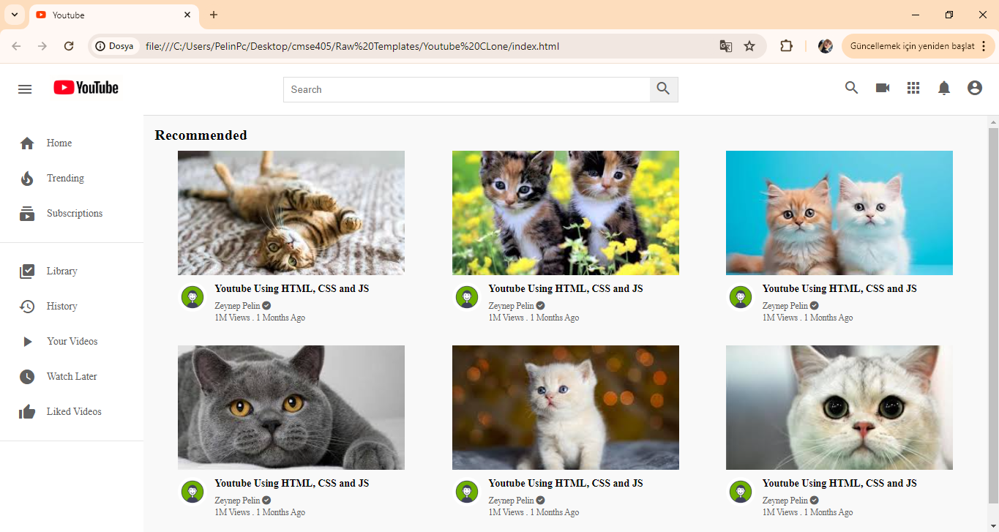 Youtube
Dosya
file:///C:/Users/PelinPc/Desktop/cmse405/Raw%20Templates/Youtube%20CLone/index.html
Güncellemek için yeniden başlat
YouTube
Search
Home
Trending
Subscriptions
Library
History
Your Videos
Watch Later
Liked Videos
Recommended
Youtube Using HTML, CSS and JS
Zeynep Pelin
1M Views . 1 Months Ago
Youtube Using HTML, CSS and JS
Zeynep Pelin
1M Views . 1 Months Ago
Youtube Using HTML, CSS and JS
Zeynep Pelin
1M Views . 1 Months Ago
Youtube Using HTML, CSS and JS
Zeynep Pelin
1M Views . 1 Months Ago
Youtube Using HTML, CSS and JS
Zeynep Pelin
1M Views . 1 Months Ago
Youtube Using HTML, CSS and JS
Zeynep Pelin
1M Views . 1 Months Ago